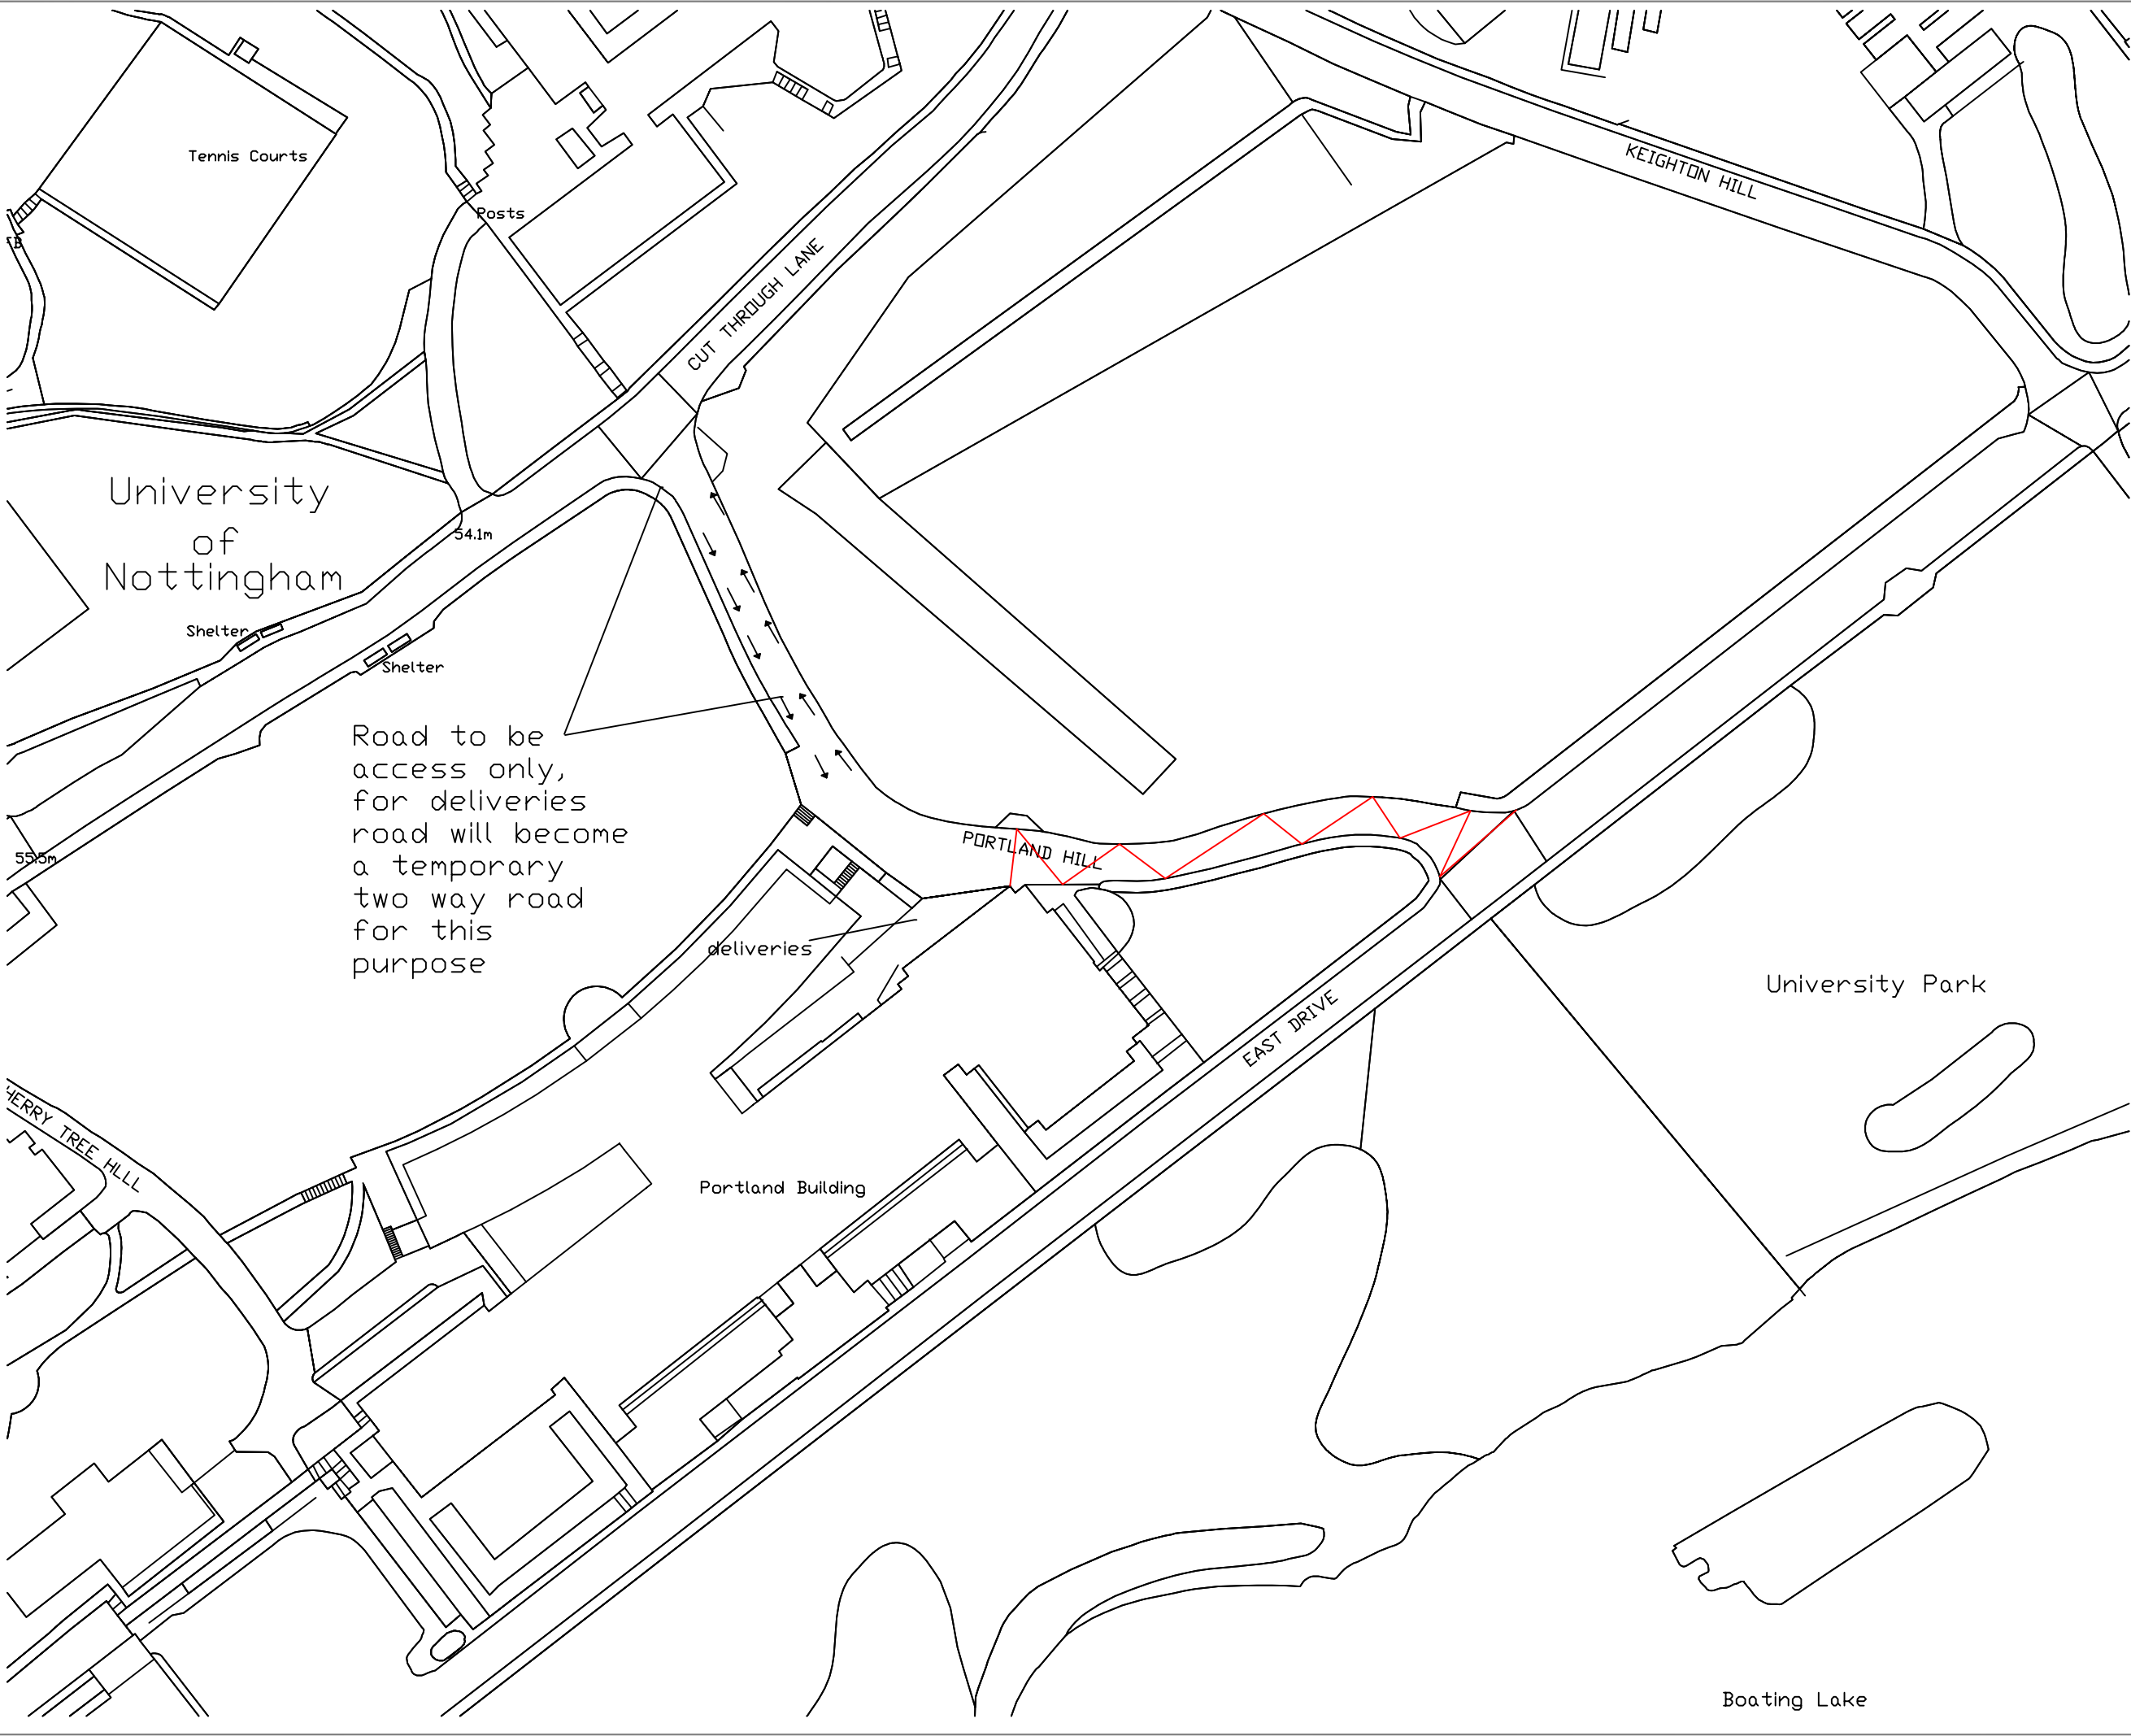 Tennis Courts
Posts
KEIGHTON HILL
TB
CUT THROUGH LANE
University
of
Nottingham
54.1m
Shelter
Shelter
Road to be
access only,
for deliveries
road will become
a temporary
two way road
for this
purpose
55.5m
PORTLAND HILL
deliveries
University Park
EAST DRIVE
HERRY TREE HLLL
Portland Building
Boating Lake